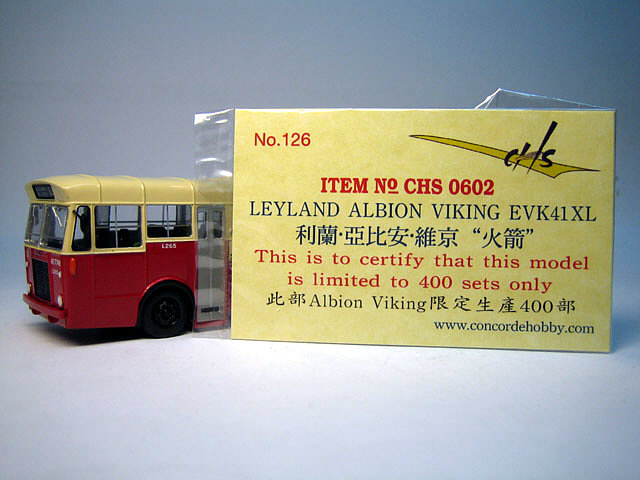 No.126
CHS
ITEM Nº CHS 0602
LEYLAND ALBION VIKING EVK41XL
利蘭·亞比安·維京 “火箭”
This is to certify that this model
is limited to 400 sets only
此部Albion Viking限定生產400部
www.concordehobby.com
L265